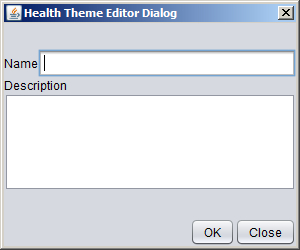 Health Theme Editor Dialog
Name
Description
OK Close